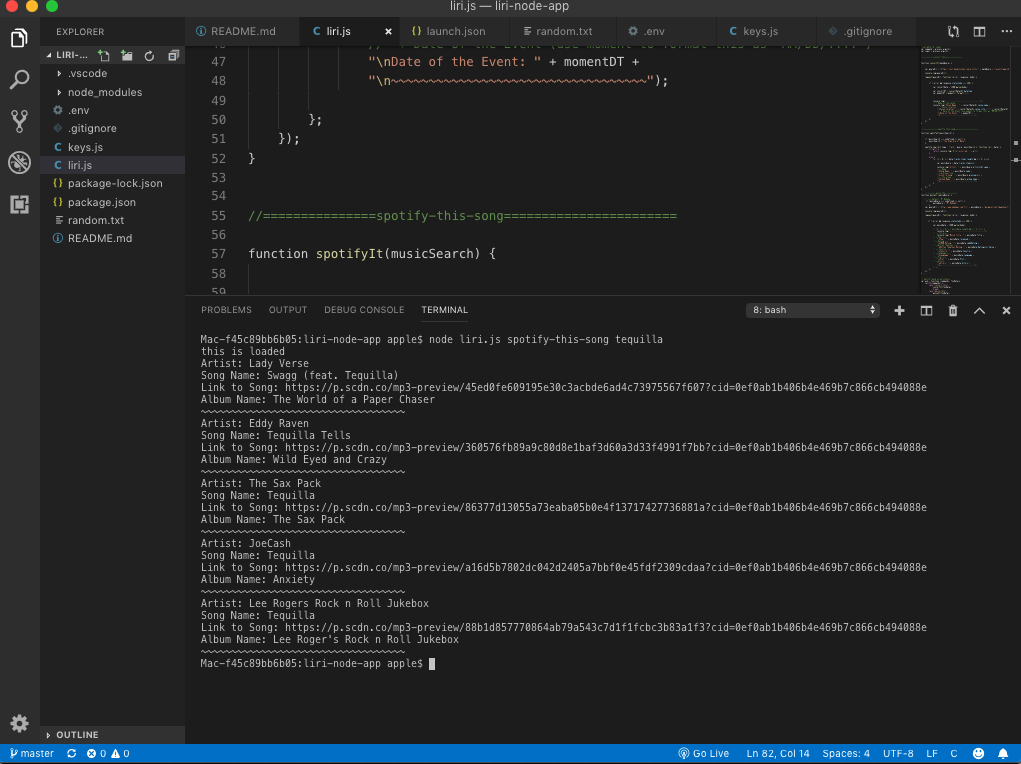 liri.js — liri-node-app
EXPLORER
README.md
liri.js
launch.json
random.txt
.env
keys.js
.gitignore
LIRI-...
.vscode
node_modules
.env
.gitignore
keys.js
liri.js
package-lock.json
package.json
random.txt
README.md
47 "\nDate of the Event: " + momentDT +
48 "\n~~~~~~~~~~~~~~~~~~~~~~~~~~~~~~~~~~");
49
50 };
51 });
52 }
53
54
55 //===============spotify-this-song=======================
56
57 function spotifyIt(musicSearch) {
58
59
PROBLEMS OUTPUT DEBUG CONSOLE TERMINAL
8: bash
Mac-f45c89bb6b05:liri-node-app apple$ node liri.js spotify-this-song tequilla
this is loaded
Artist: Lady Verse
Song Name: Swagg (feat. Tequilla)
Link to Song: https://p.scdn.co/mp3-preview/45ed0fe609195e30c3acbde6ad4c73975567f607?cid=0ef0ab1b406b4e469b7c866cb494088e
Album Name: The World of a Paper Chaser
~~~~~~~~~~~~~~~~~~~~~~~~~~~~~~~~~~
Artist: Eddy Raven
Song Name: Tequilla Tells
Link to Song: https://p.scdn.co/mp3-preview/360576fb89a9c80d8e1baf3d60a3d33f4991f7bb?cid=0ef0ab1b406b4e469b7c866cb494088e
Album Name: Wild Eyed and Crazy
~~~~~~~~~~~~~~~~~~~~~~~~~~~~~~~~~~
Artist: The Sax Pack
Song Name: Tequilla
Link to Song: https://p.scdn.co/mp3-preview/86377d13055a73eaba05b0e4f13717427736881a?cid=0ef0ab1b406b4e469b7c866cb494088e
Album Name: The Sax Pack
~~~~~~~~~~~~~~~~~~~~~~~~~~~~~~~~~~
Artist: JoeCash
Song Name: Tequilla
Link to Song: https://p.scdn.co/mp3-preview/a16d5b7802dc042d2405a7bbf0e45fdf2309cdaa?cid=0ef0ab1b406b4e469b7c866cb494088e
Album Name: Anxiety
~~~~~~~~~~~~~~~~~~~~~~~~~~~~~~~~~~
Artist: Lee Rogers Rock n Roll Jukebox
Song Name: Tequilla
Link to Song: https://p.scdn.co/mp3-preview/88b1d857770864ab79a543c7d1f1fcbc3b83a1f3?cid=0ef0ab1b406b4e469b7c866cb494088e
Album Name: Lee Roger's Rock n Roll Jukebox
~~~~~~~~~~~~~~~~~~~~~~~~~~~~~~~~~~
Mac-f45c89bb6b05:liri-node-app apple$
OUTLINE
master 0 0 Go Live Ln 82, Col 14 Spaces: 4 UTF-8 LF C